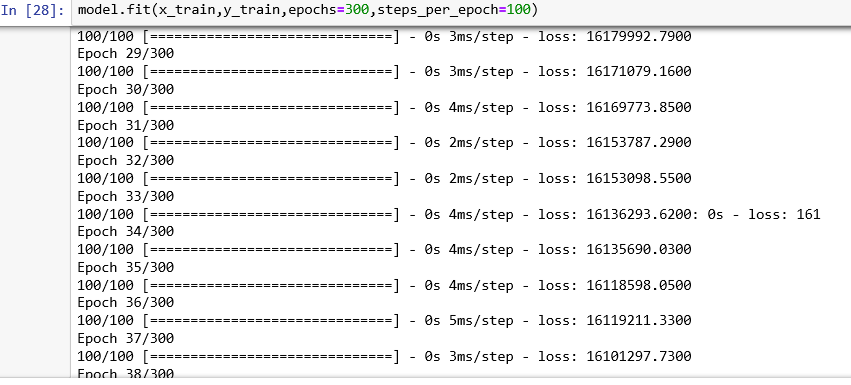 In [28]: model.fit(x_train,y_train,epochs=300,steps_per_epoch=100)
100/100 [==============================] - 0s 3ms/step - loss: 16179992.7900
Epoch 29/300
100/100 [==============================] - 0s 3ms/step - loss: 16171079.1600
Epoch 30/300
100/100 [==============================] - 0s 4ms/step - loss: 16169773.8500
Epoch 31/300
100/100 [==============================] - 0s 2ms/step - loss: 16153787.2900
Epoch 32/300
100/100 [==============================] - 0s 2ms/step - loss: 16153098.5500
Epoch 33/300
100/100 [==============================] - 0s 4ms/step - loss: 16136293.6200: 0s - loss: 161
Epoch 34/300
100/100 [==============================] - 0s 4ms/step - loss: 16135690.0300
Epoch 35/300
100/100 [==============================] - 0s 4ms/step - loss: 16118598.0500
Epoch 36/300
100/100 [==============================] - 0s 5ms/step - loss: 16119211.3300
Epoch 37/300
100/100 [==============================] - 0s 3ms/step - loss: 16101297.7300
Epoch 38/300